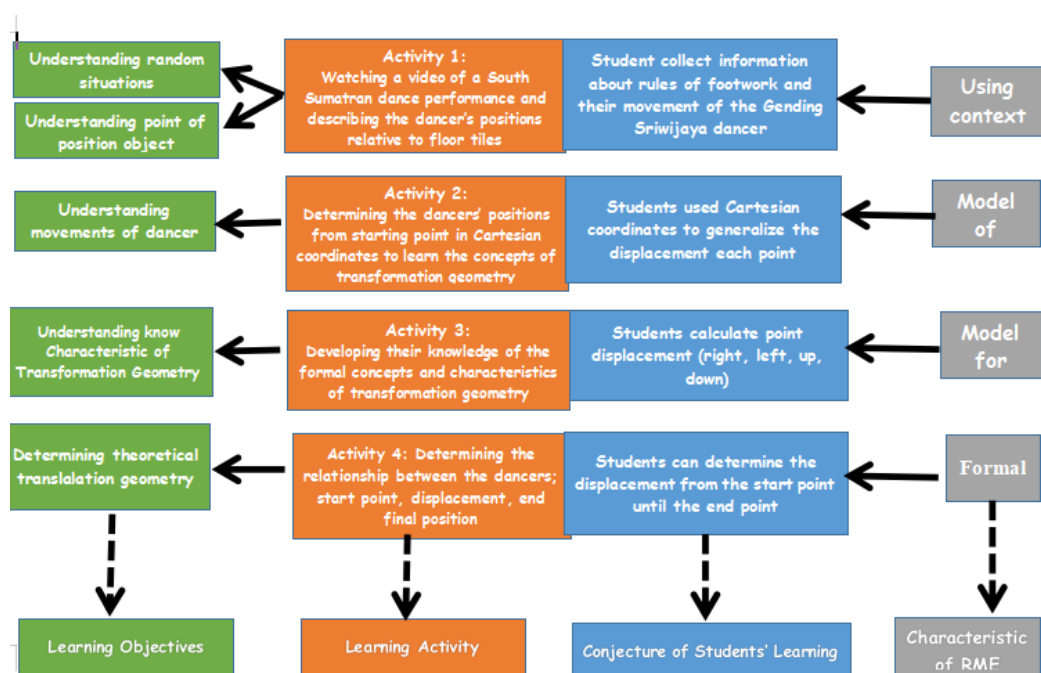 Understanding random
situations
Understanding point of
position object
Activity 1:
Watching a video of a South
Sumatran dance performance and
describing the dancer's positions
relative to floor tiles
Student collect information
about rules of footwork and
their movement of the Gending
Sriwijaya dancer
Using
context
Understanding
movements of dancer
Activity 2:
Determining the dancers' positions
from starting point in Cartesian
coordinates to learn the concepts of
transformation geometry
Students used Cartesian
coordinates to generalize the
displacement each point
Model
of
Understanding know
Characteristic of
Transformation Geometry
Activity 3:
Developing their knowledge of the
formal concepts and characteristics
of transformation geometry
Students calculate point
displacement (right, left, up,
down)
Model
for
Determining theoretical
translalation geometry
Activity 4: Determining the
relationship between the dancers;
start point, displacement, end
final position
Students can determine the
displacement from the start point
until the end point
Formal
Learning Objectives
Learning Activity
Conjecture of Students' Learning
Characteristic
of RME